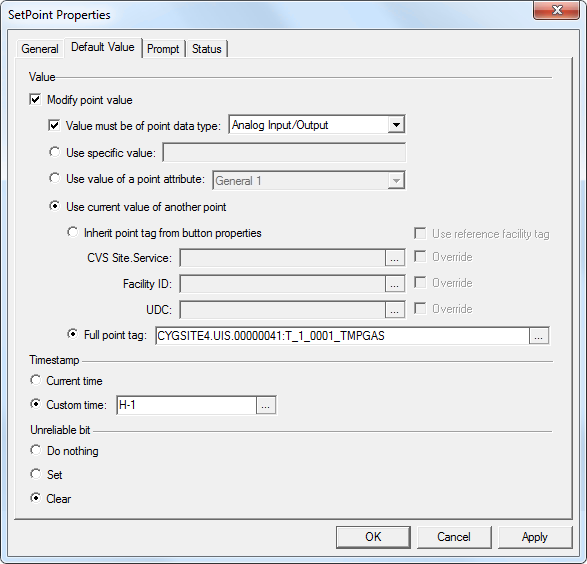 SetPoint Properties
General Default Value Prompt Status
Value
Modify point value
Value must be of point data type: Analog Input/Output
Use specific value:
Use value of a point attribute: General 1
Use current value of another point
Inherit point tag from button properties Use reference facility tag
CVS Site.Service: ... Override
Facility ID: ... Override
UDC: ... Override
Full point tag: CYGSITE4.UIS.00000041:T_1_0001_TMPGAS ...
Timestamp
Current time
Custom time: H-1 ...
Unreliable bit
Do nothing
Set
Clear
OK Cancel Apply